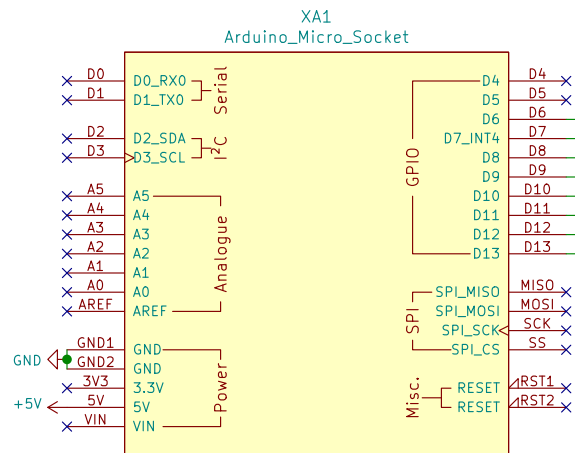 XA1
Arduino_Micro_Socket
D0 D0_RX0
D1 D1_TX0
Serial
D2 D2_SDA
D3 D3_SCL
I²C
A5 A5
A4 A4
A3 A3
A2 A2
A1 A1
A0 A0
AREF AREF
Analogue
GND
GND1 GND
GND2 GND
3V3 3.3V
+5V 5V 5V
VIN VIN
Power
D4 D4
D5 D5
D6 D6
D7_INT4 D7
D8 D8
D9 D9
D10 D10
D11 D11
D12 D12
D13 D13
GPIO
SPI_MISO MISO
SPI_MOSI MOSI
SPI_SCK SCK
SPI_CS SS
SPI
RESET RST1
RESET RST2
Misc.